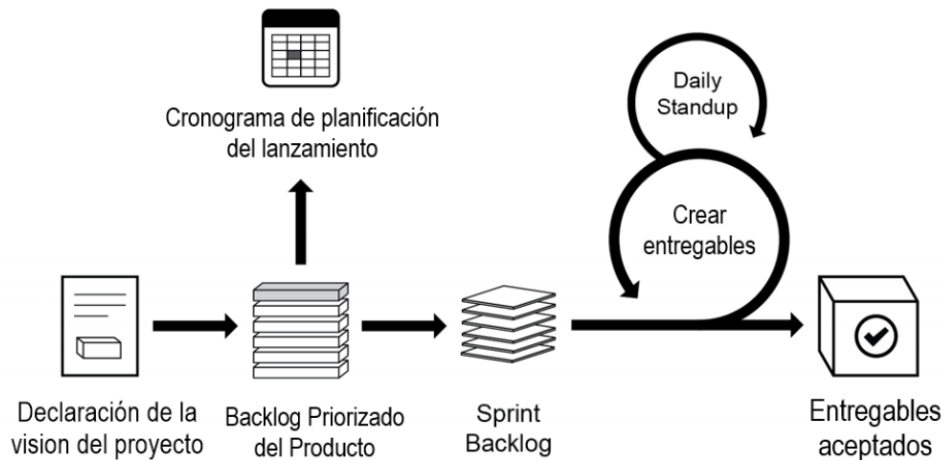 Cronograma de planificación
del lanzamiento
Daily
Standup
Crear
entregables
Declaración de la
vision del proyecto
Backlog Priorizado
del Producto
Sprint
Backlog
Entregables
aceptados